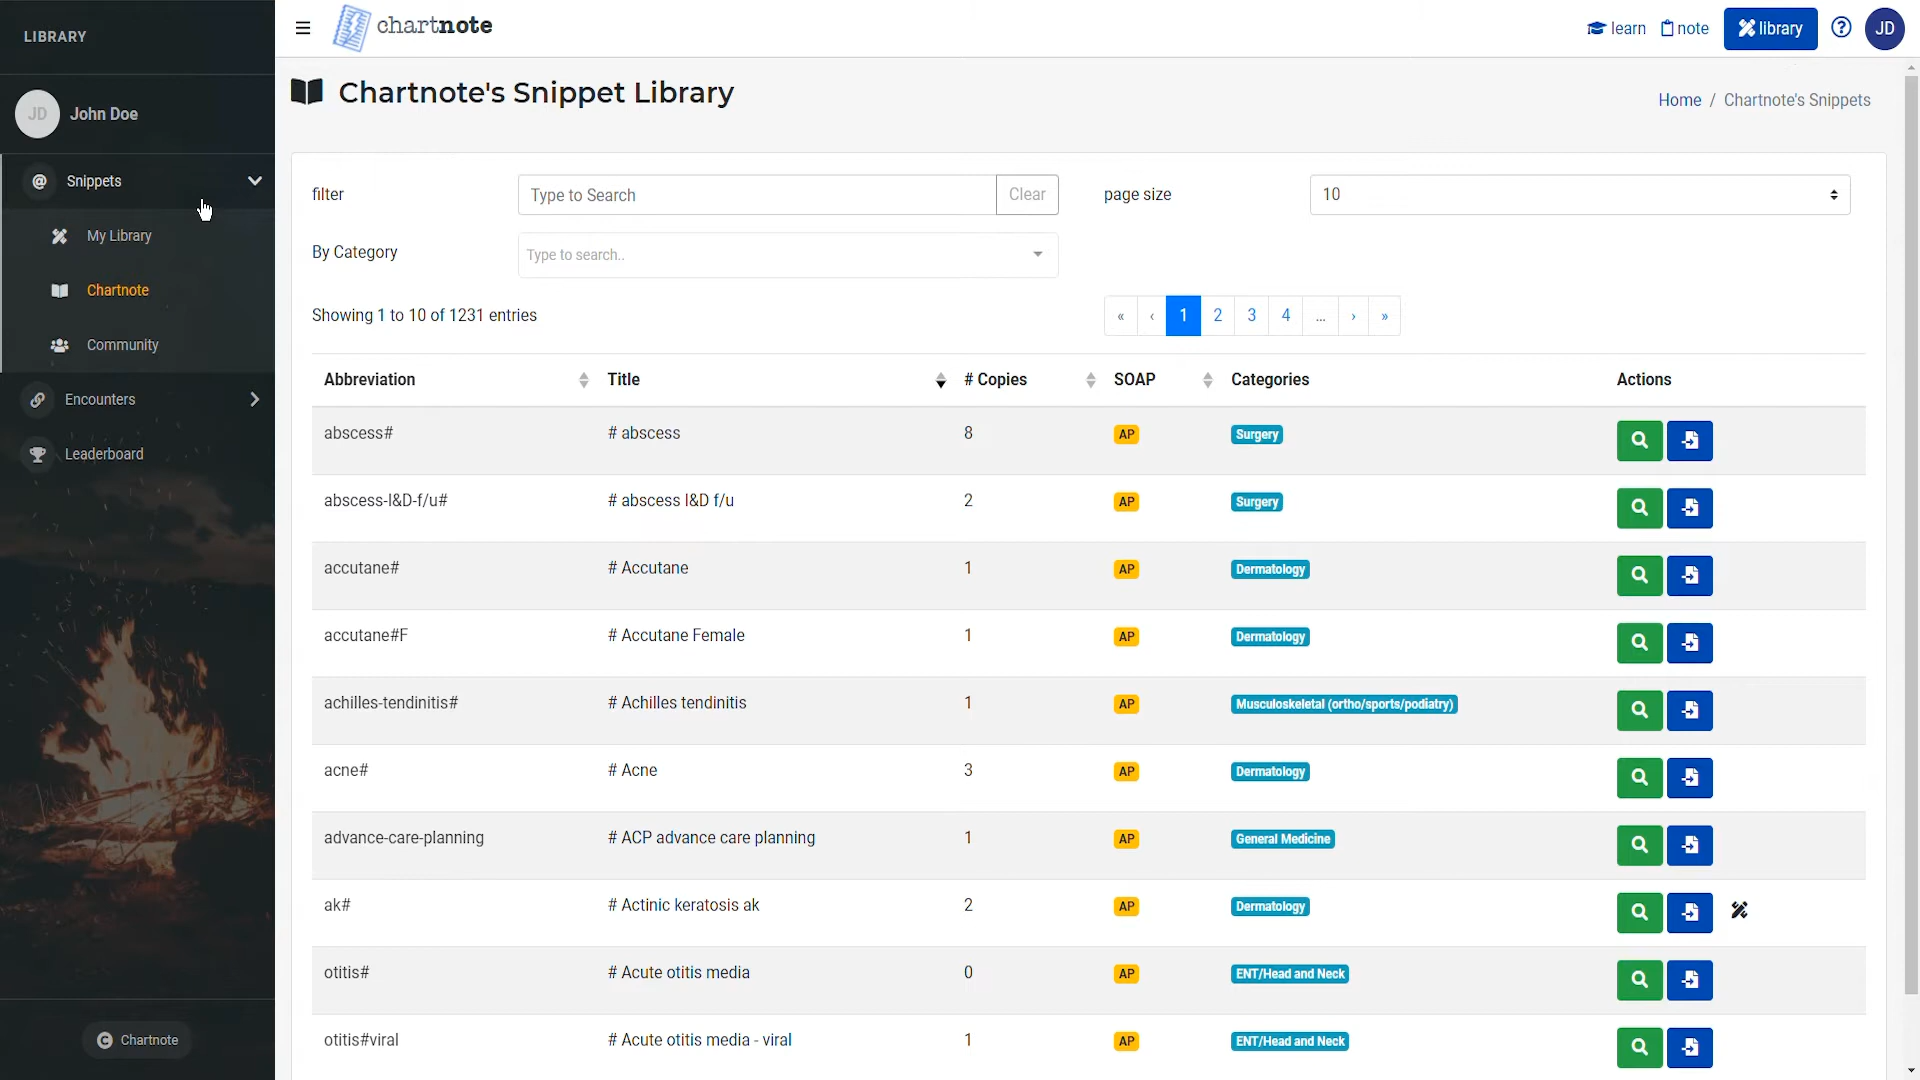 LIBRARY
chartnote
learn
note
library
JD
Chartnote's Snippet Library
Home / Chartnote's Snippets
JD
John Doe
@ Snippets
My Library
Chartnote
Community
Encounters
Leaderboard
C Chartnote
filter
Type to Search
Clear
page size
10
By Category
Type to search..
Showing 1 to 10 of 1231 entries
« ‹ 1 2 3 4 ... › »
Abbreviation Title # Copies SOAP Categories Actions
abscess# # abscess 8 AP Surgery
abscess-I&D-f/u# # abscess I&D f/u 2 AP Surgery
accutane# # Accutane 1 AP Dermatology
accutane#F # Accutane Female 1 AP Dermatology
achilles-tendinitis# # Achilles tendinitis 1 AP Musculoskeletal (ortho/sports/podiatry)
acne# # Acne 3 AP Dermatology
advance-care-planning # ACP advance care planning 1 AP General Medicine
ak# # Actinic keratosis ak 2 AP Dermatology
otitis# # Acute otitis media 0 AP ENT/Head and Neck
otitis#viral # Acute otitis media - viral 1 AP ENT/Head and Neck